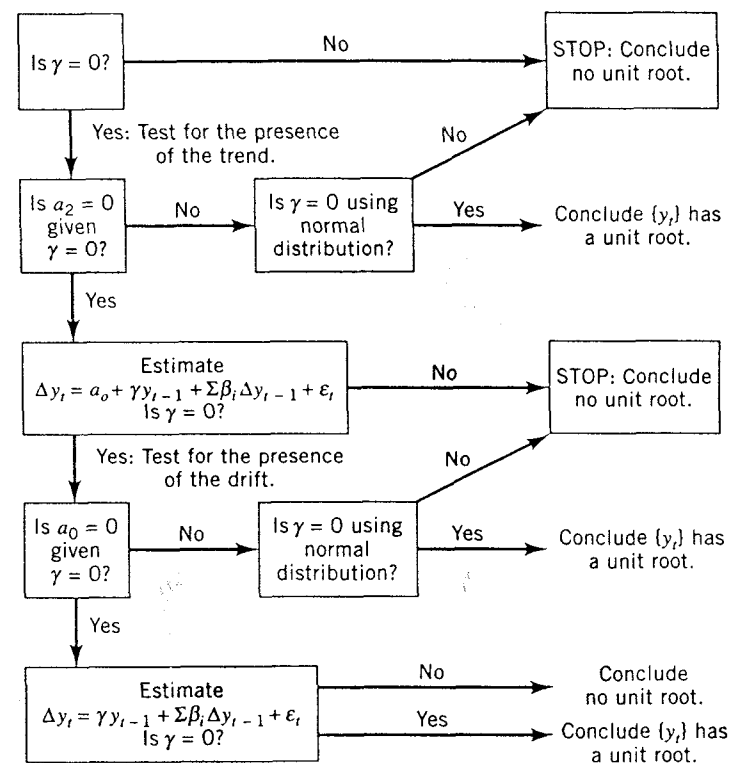 Is γ = 0?
No
STOP: Conclude
no unit root.
Yes: Test for the presence
of the trend.
No
Is a₂ = 0
given
γ = 0?
No
Is γ = 0 using
normal
distribution?
Yes
Conclude {yₜ} has
a unit root.
Yes
Estimate
Δyₜ = aₒ + γyₜ₋₁ + Σβᵢ Δyₜ₋₁ + εₜ
Is γ = 0?
No
STOP: Conclude
no unit root.
Yes: Test for the presence
of the drift.
No
Is a₀ = 0
given
γ = 0?
No
Is γ = 0 using
normal
distribution?
Yes
Conclude {yₜ} has
a unit root.
Yes
Estimate
Δyₜ = γyₜ₋₁ + Σβᵢ Δyₜ₋₁ + εₜ
Is γ = 0?
No
Conclude
no unit root.
Yes
Conclude {yₜ} has
a unit root.